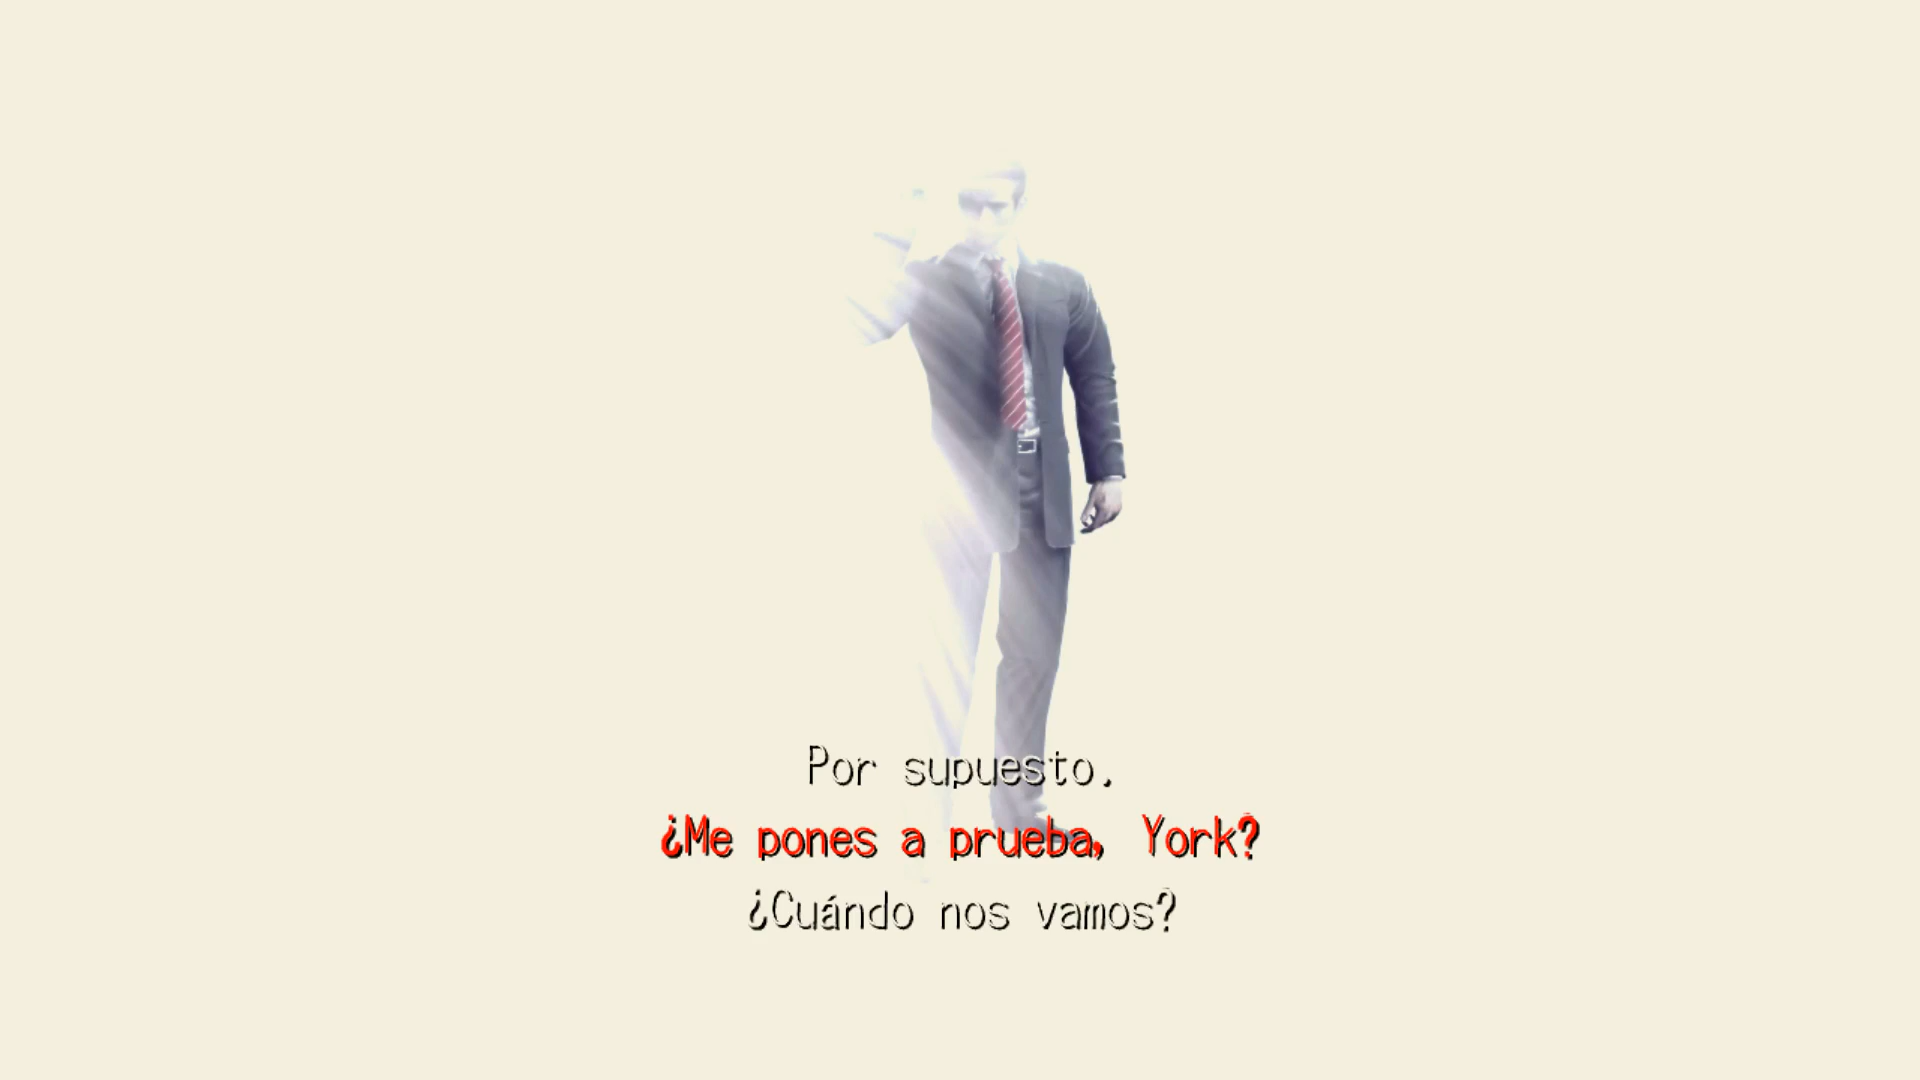 Por supuesto.
¿Me pones a prueba, York?
¿Cuándo nos vamos?